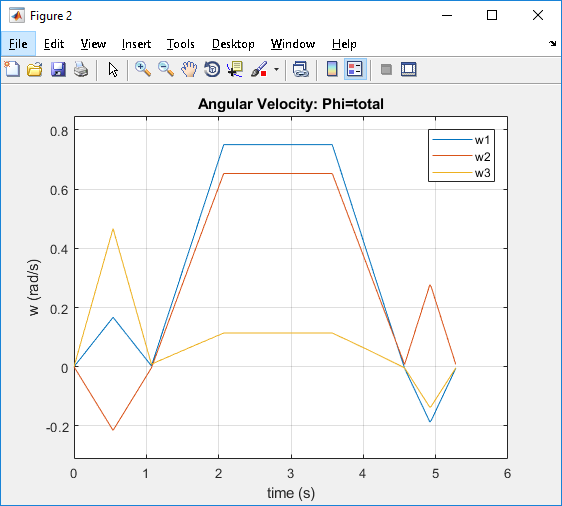 Figure 2
File Edit View Insert Tools Desktop Window Help
Angular Velocity: Phi=total
0.8
0.6
0.4
0.2
0
-0.2
w (rad/s)
w1
w2
w3
0 1 2 3 4 5 6
time (s)